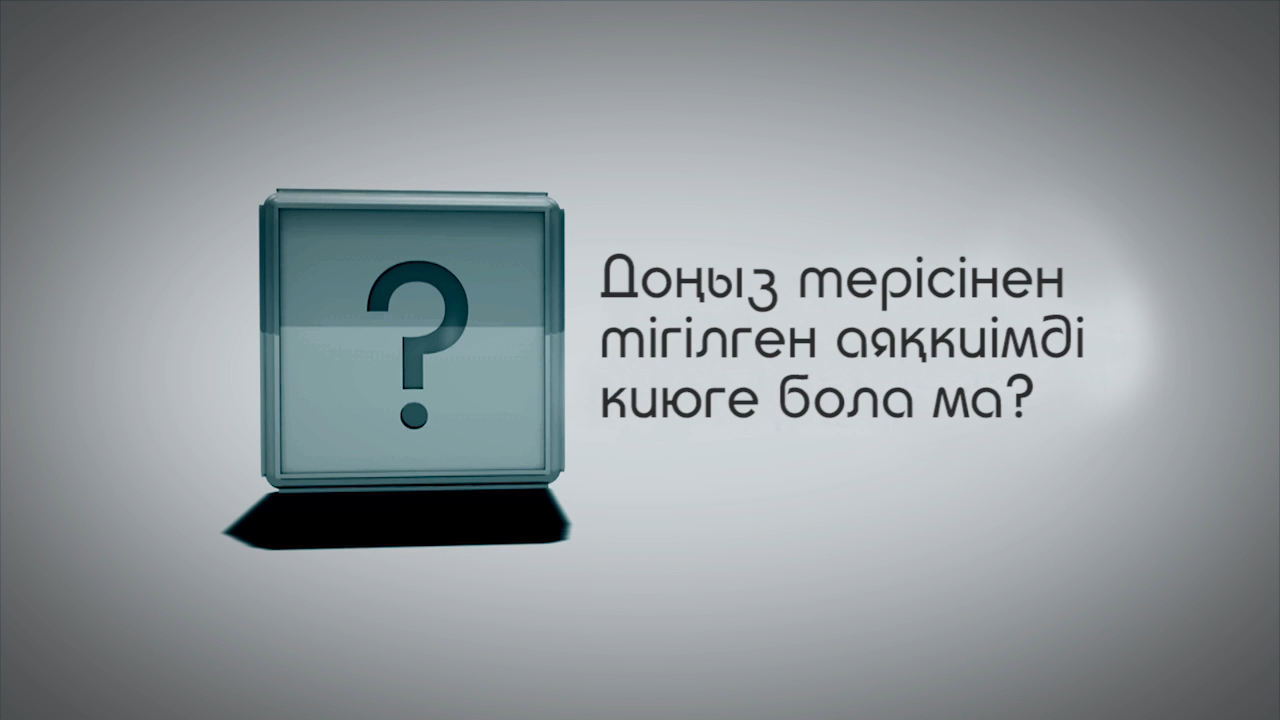 Доңыз терісінен
тігілген аяқкиімді
киюге бола ма?